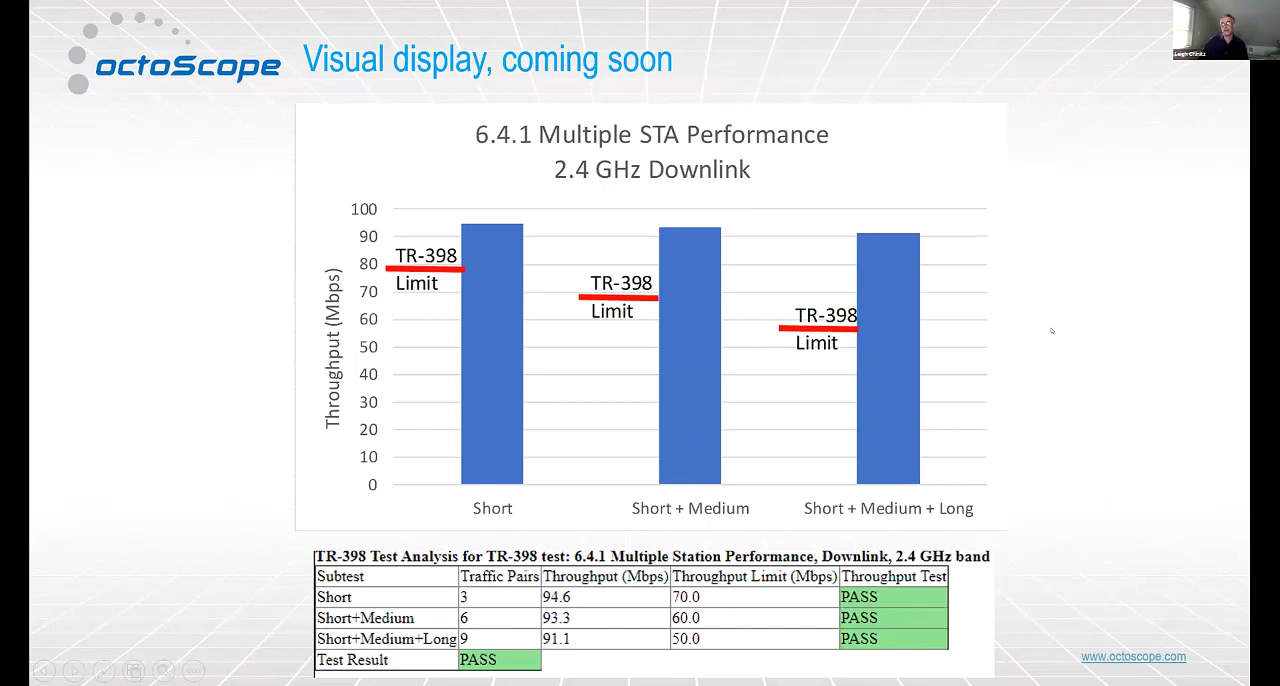 octoScope
Visual display, coming soon
Leigh Chinitz
6.4.1 Multiple STA Performance
2.4 GHz Downlink
Throughput (Mbps)
100
90
80
70
60
50
40
30
20
10
0
TR-398
Limit
TR-398
Limit
TR-398
Limit
Short
Short + Medium
Short + Medium + Long
TR-398 Test Analysis for TR-398 test: 6.4.1 Multiple Station Performance, Downlink, 2.4 GHz band
Subtest Traffic Pairs Throughput (Mbps) Throughput Limit (Mbps) Throughput Test
Short 3 94.6 70.0 PASS
Short+Medium 6 93.3 60.0 PASS
Short+Medium+Long 9 91.1 50.0 PASS
Test Result PASS
www.octoscope.com